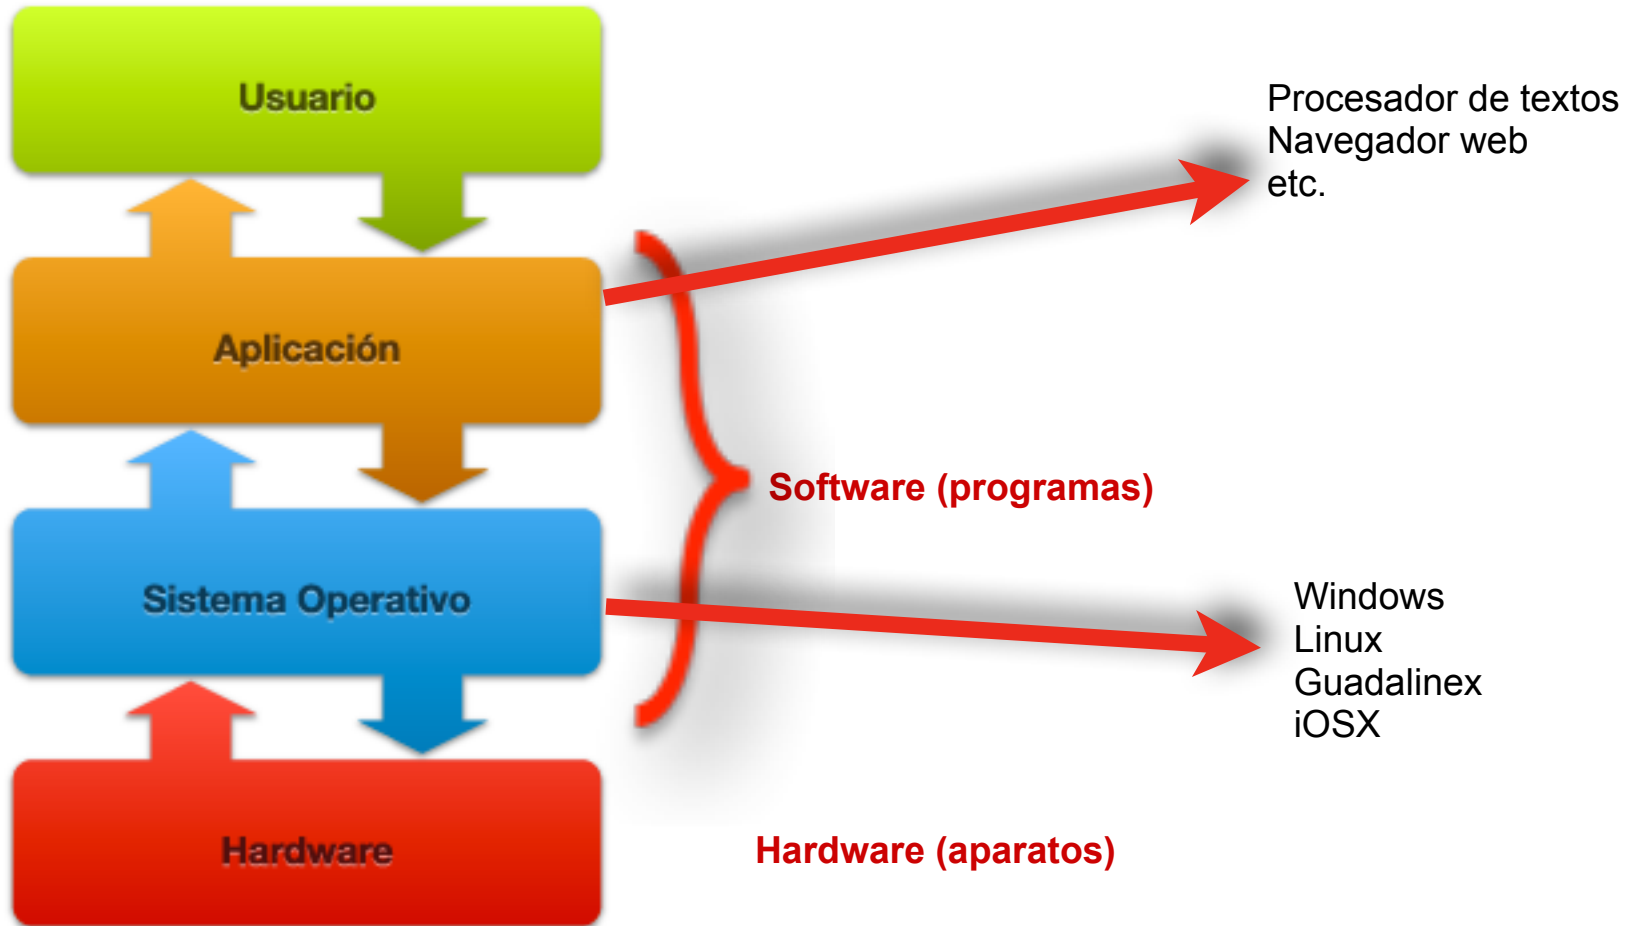 Usuario
Procesador de textos
Navegador web
etc.
Aplicación
Software (programas)
Sistema Operativo
Windows
Linux
Guadalinex
iOSX
Hardware
Hardware (aparatos)